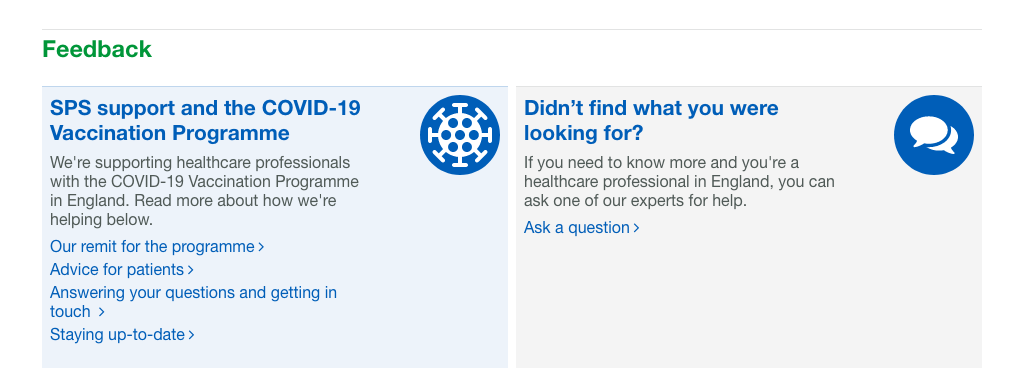 Feedback
SPS support and the COVID-19
Vaccination Programme
We're supporting healthcare professionals
with the COVID-19 Vaccination Programme
in England. Read more about how we're
helping below.
Our remit for the programme
Advice for patients
Answering your questions and getting in
touch
Staying up-to-date
Didn’t find what you were
looking for?
If you need to know more and you're a
healthcare professional in England, you can
ask one of our experts for help.
Ask a question